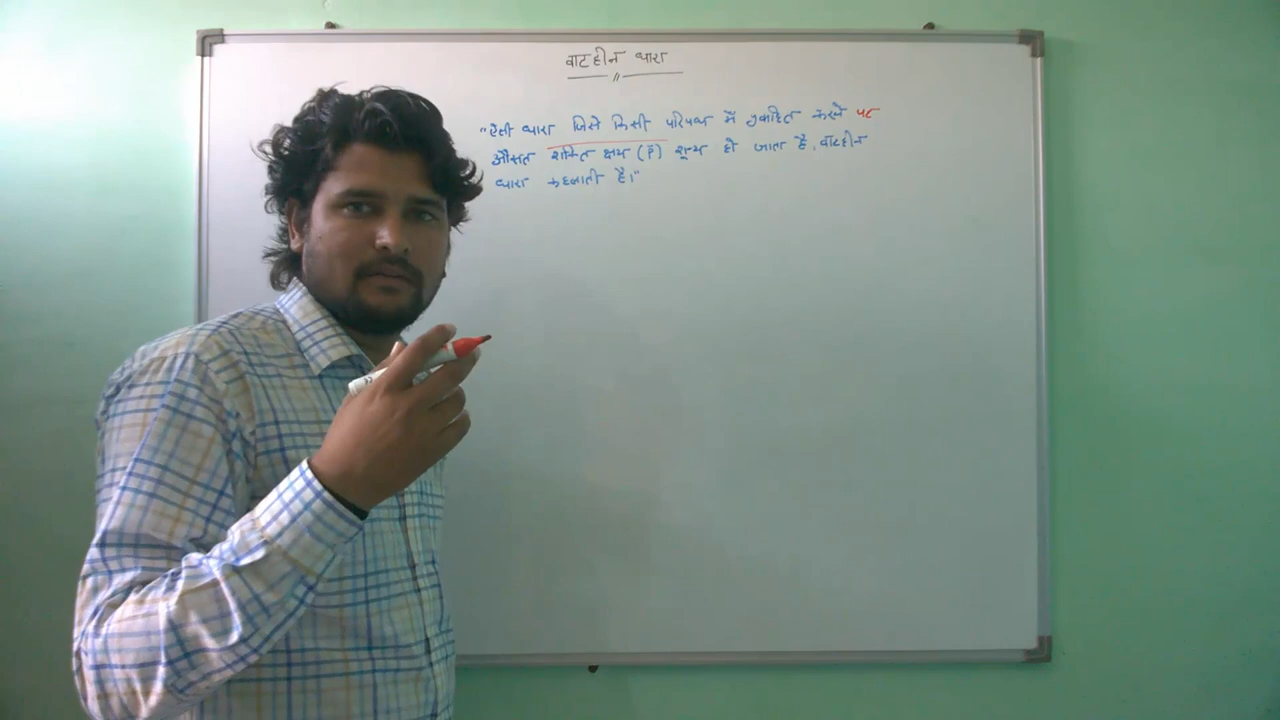 वाटहीन धारा
"ऐसी धारा जिसे किसी परिपथ में प्रवाहित करने पर
औसत शक्ति क्षय (P̄) शून्य हो जाता है, वाटहीन
धारा कहलाती है।"